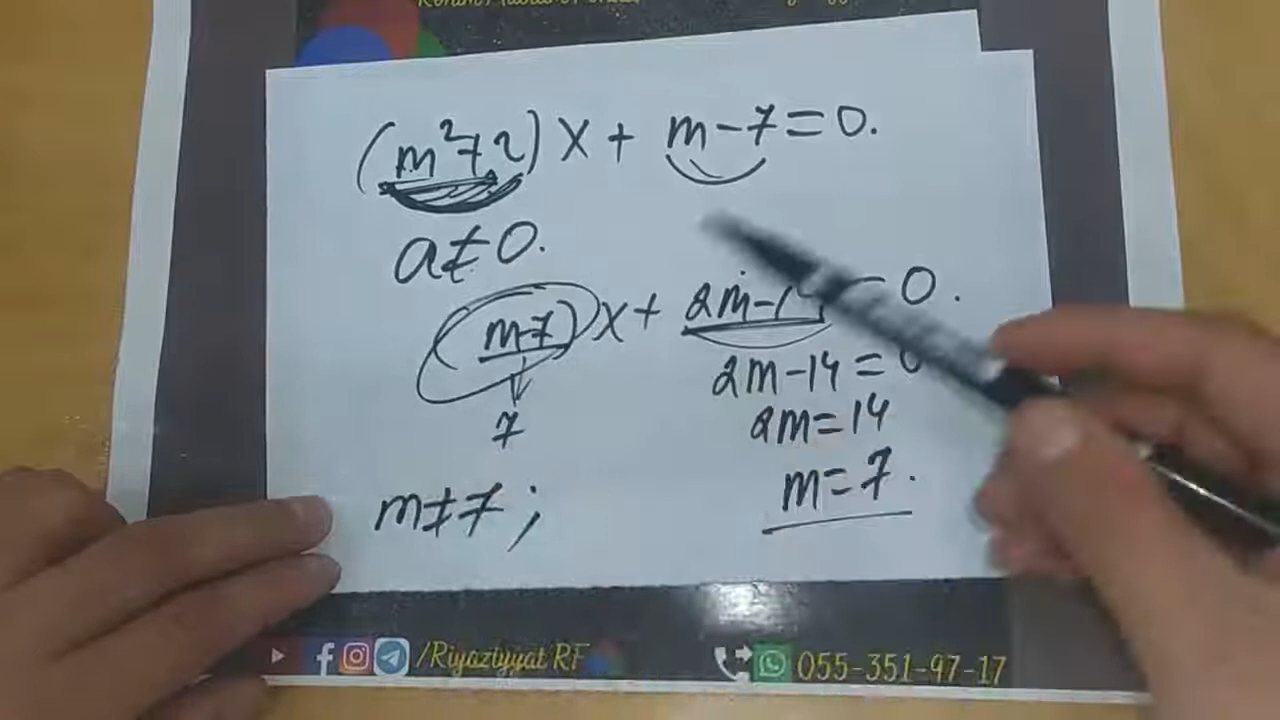 (m²+2) x + m-7=0.
a≠0.
(m-7) x + 2m-14=0.
7
2m-14=0
2m=14
m=7.
m≠7;
/Riyaziyyat RF
055-351-97-17